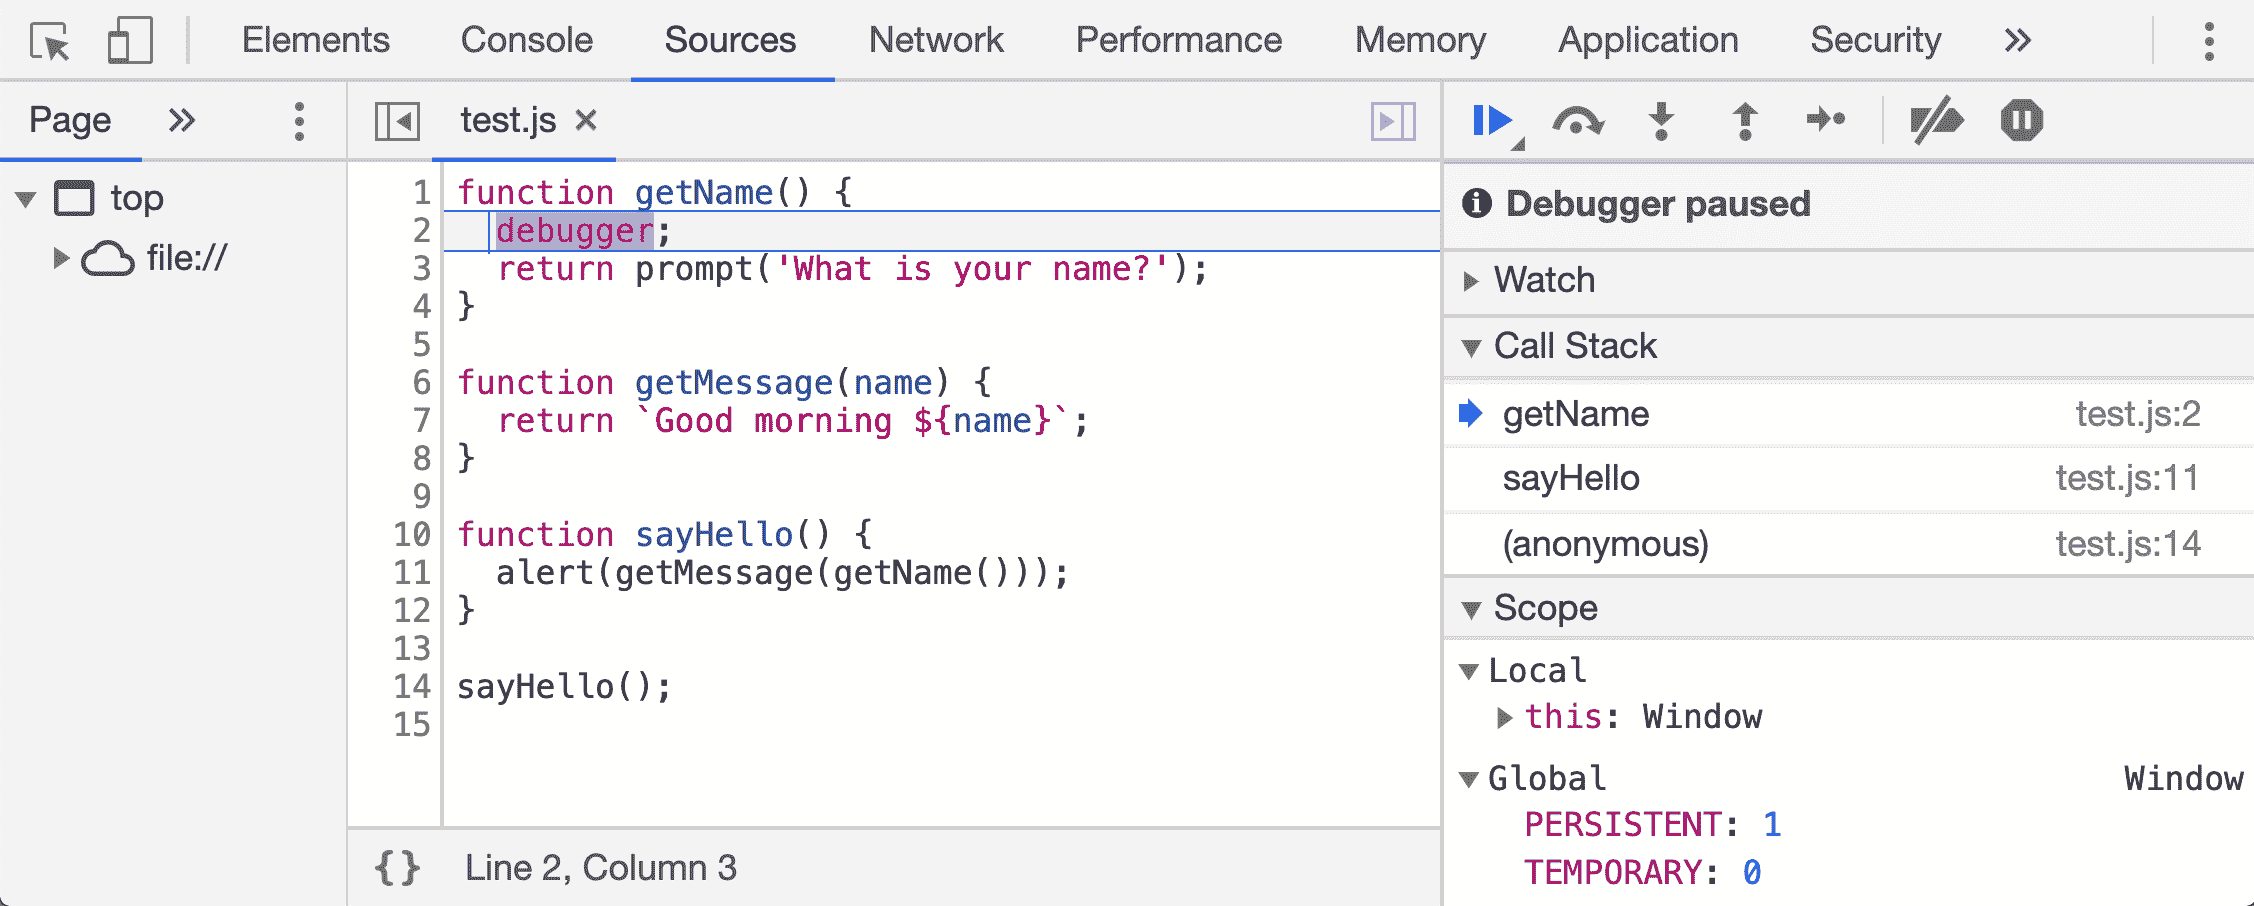 Elements Console Sources Network Performance Memory Application Security »
Page »
top
file://
test.js ×
1 function getName() {
2   debugger;
3   return prompt('What is your name?');
4 }
5
6 function getMessage(name) {
7   return `Good morning ${name}`;
8 }
9
10 function sayHello() {
11   alert(getMessage(getName()));
12 }
13
14 sayHello();
15
{} Line 2, Column 3
Debugger paused
Watch
Call Stack
getName test.js:2
sayHello test.js:11
(anonymous) test.js:14
Scope
Local
this: Window
Global Window
PERSISTENT: 1
TEMPORARY: 0